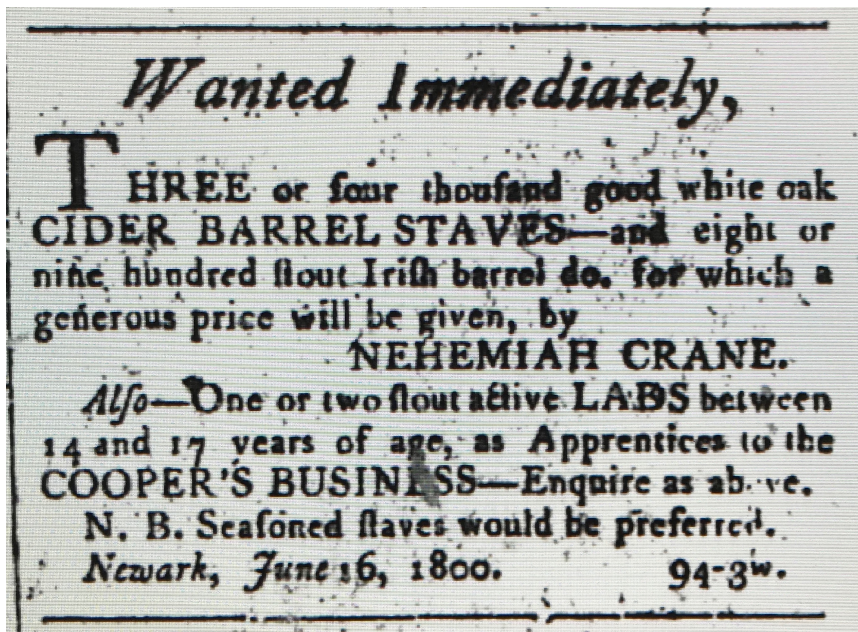 Wanted Immediately,
THREE or four thouſand good white oak
CIDER BARREL STAVES—and eight or
nine hundred ſtout Iriſh barrel do. for which a
generous price will be given, by
NEHEMIAH CRANE.
Alſo—One or two ſtout active LADS between
14 and 17 years of age, as Apprentices to the
COOPER'S BUSINESS—Enquire as above.
N. B. Seaſoned ſtaves would be preferred.
Newark, June 16, 1800. 94-3w.